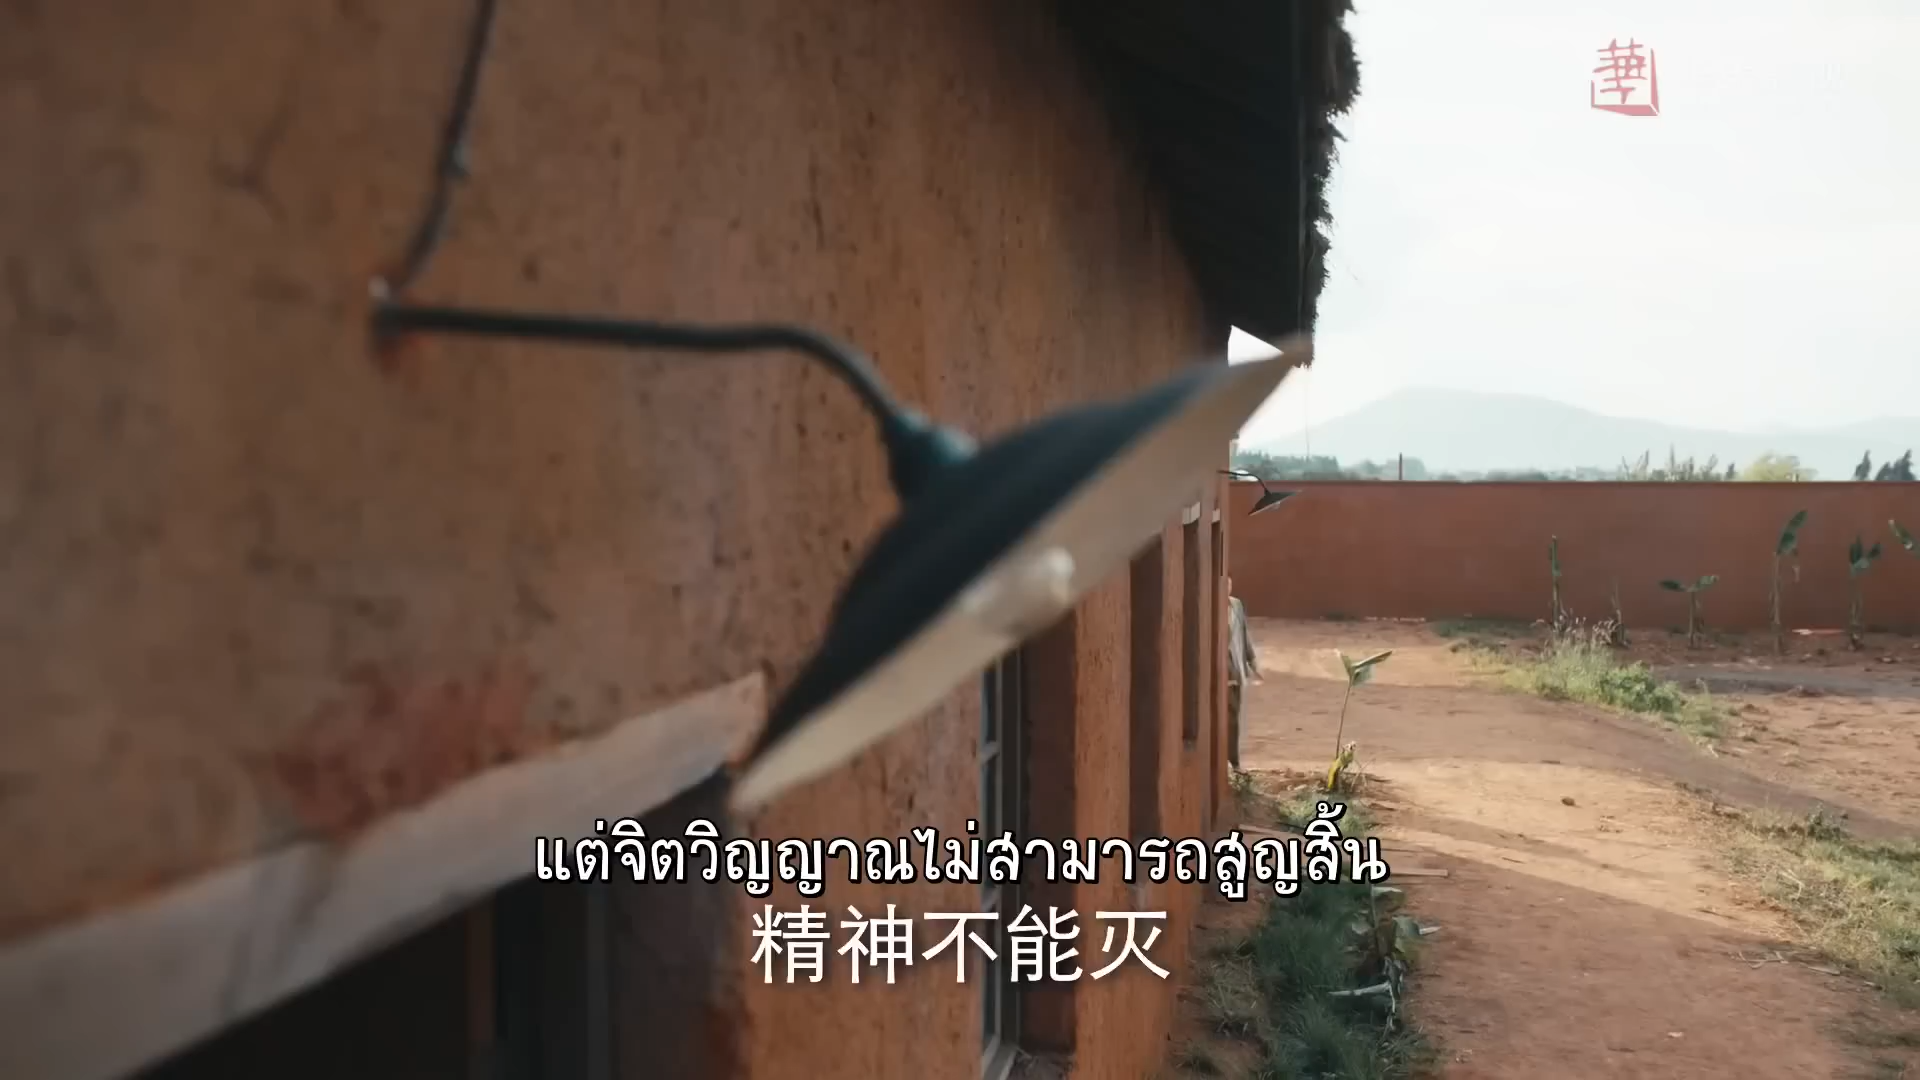 華
แต่จิตวิญญาณไม่สามารถสูญสิ้น
精神不能灭